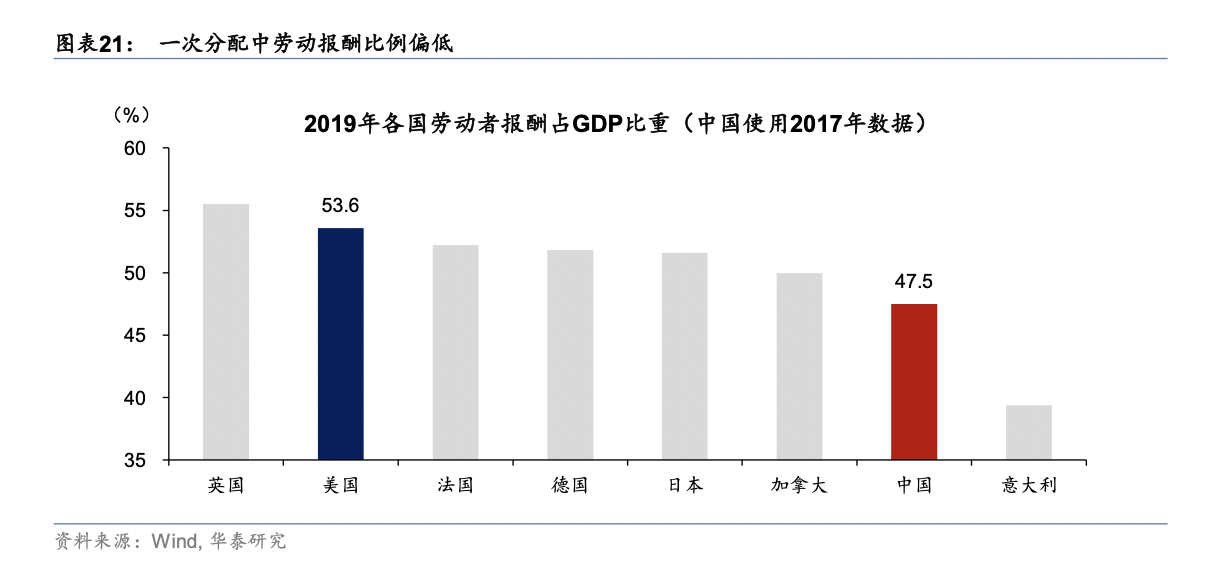 图表21： 一次分配中劳动报酬比例偏低
（%）
2019年各国劳动者报酬占GDP比重（中国使用2017年数据）
60
55
50
45
40
35
53.6
47.5
英国 美国 法国 德国 日本 加拿大 中国 意大利
资料来源：Wind, 华泰研究